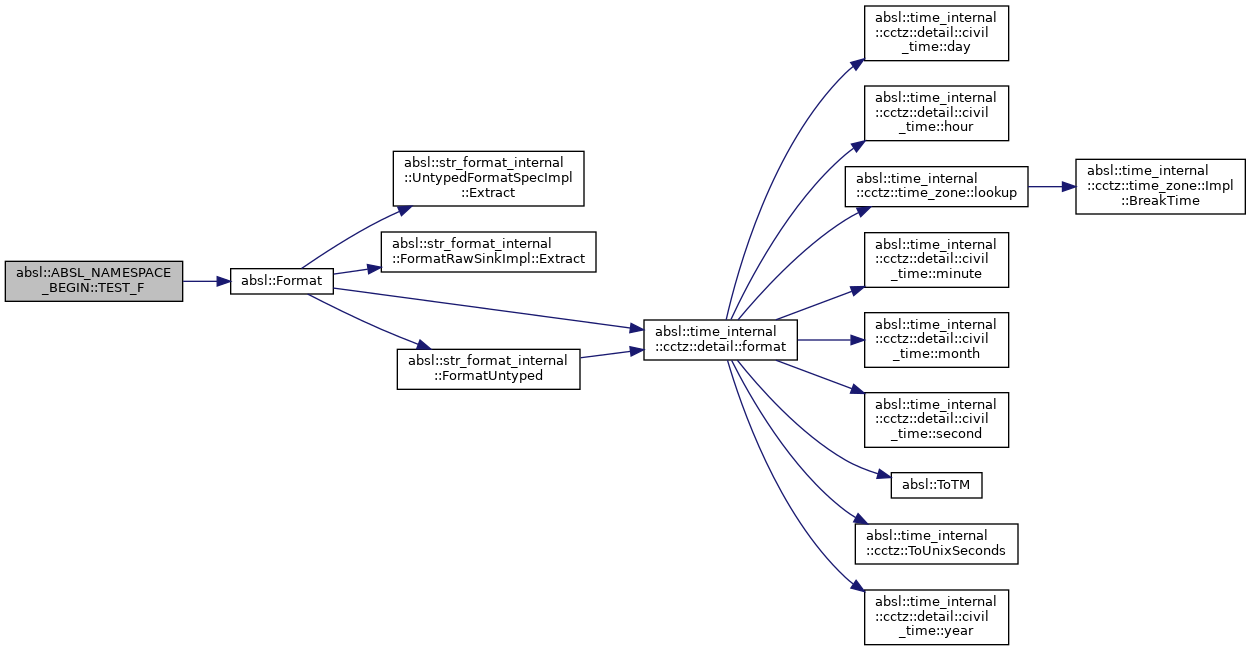 absl::ABSL_NAMESPACE
_BEGIN::TEST_F
absl::Format
absl::str_format_internal
::UntypedFormatSpecImpl
::Extract
absl::str_format_internal
::FormatRawSinkImpl::Extract
absl::str_format_internal
::FormatUntyped
absl::time_internal
::cctz::detail::format
absl::time_internal
::cctz::detail::civil
_time::day
absl::time_internal
::cctz::detail::civil
_time::hour
absl::time_internal
::cctz::time_zone::lookup
absl::time_internal
::cctz::time_zone::Impl
::BreakTime
absl::time_internal
::cctz::detail::civil
_time::minute
absl::time_internal
::cctz::detail::civil
_time::month
absl::time_internal
::cctz::detail::civil
_time::second
absl::ToTM
absl::time_internal
::cctz::ToUnixSeconds
absl::time_internal
::cctz::detail::civil
_time::year